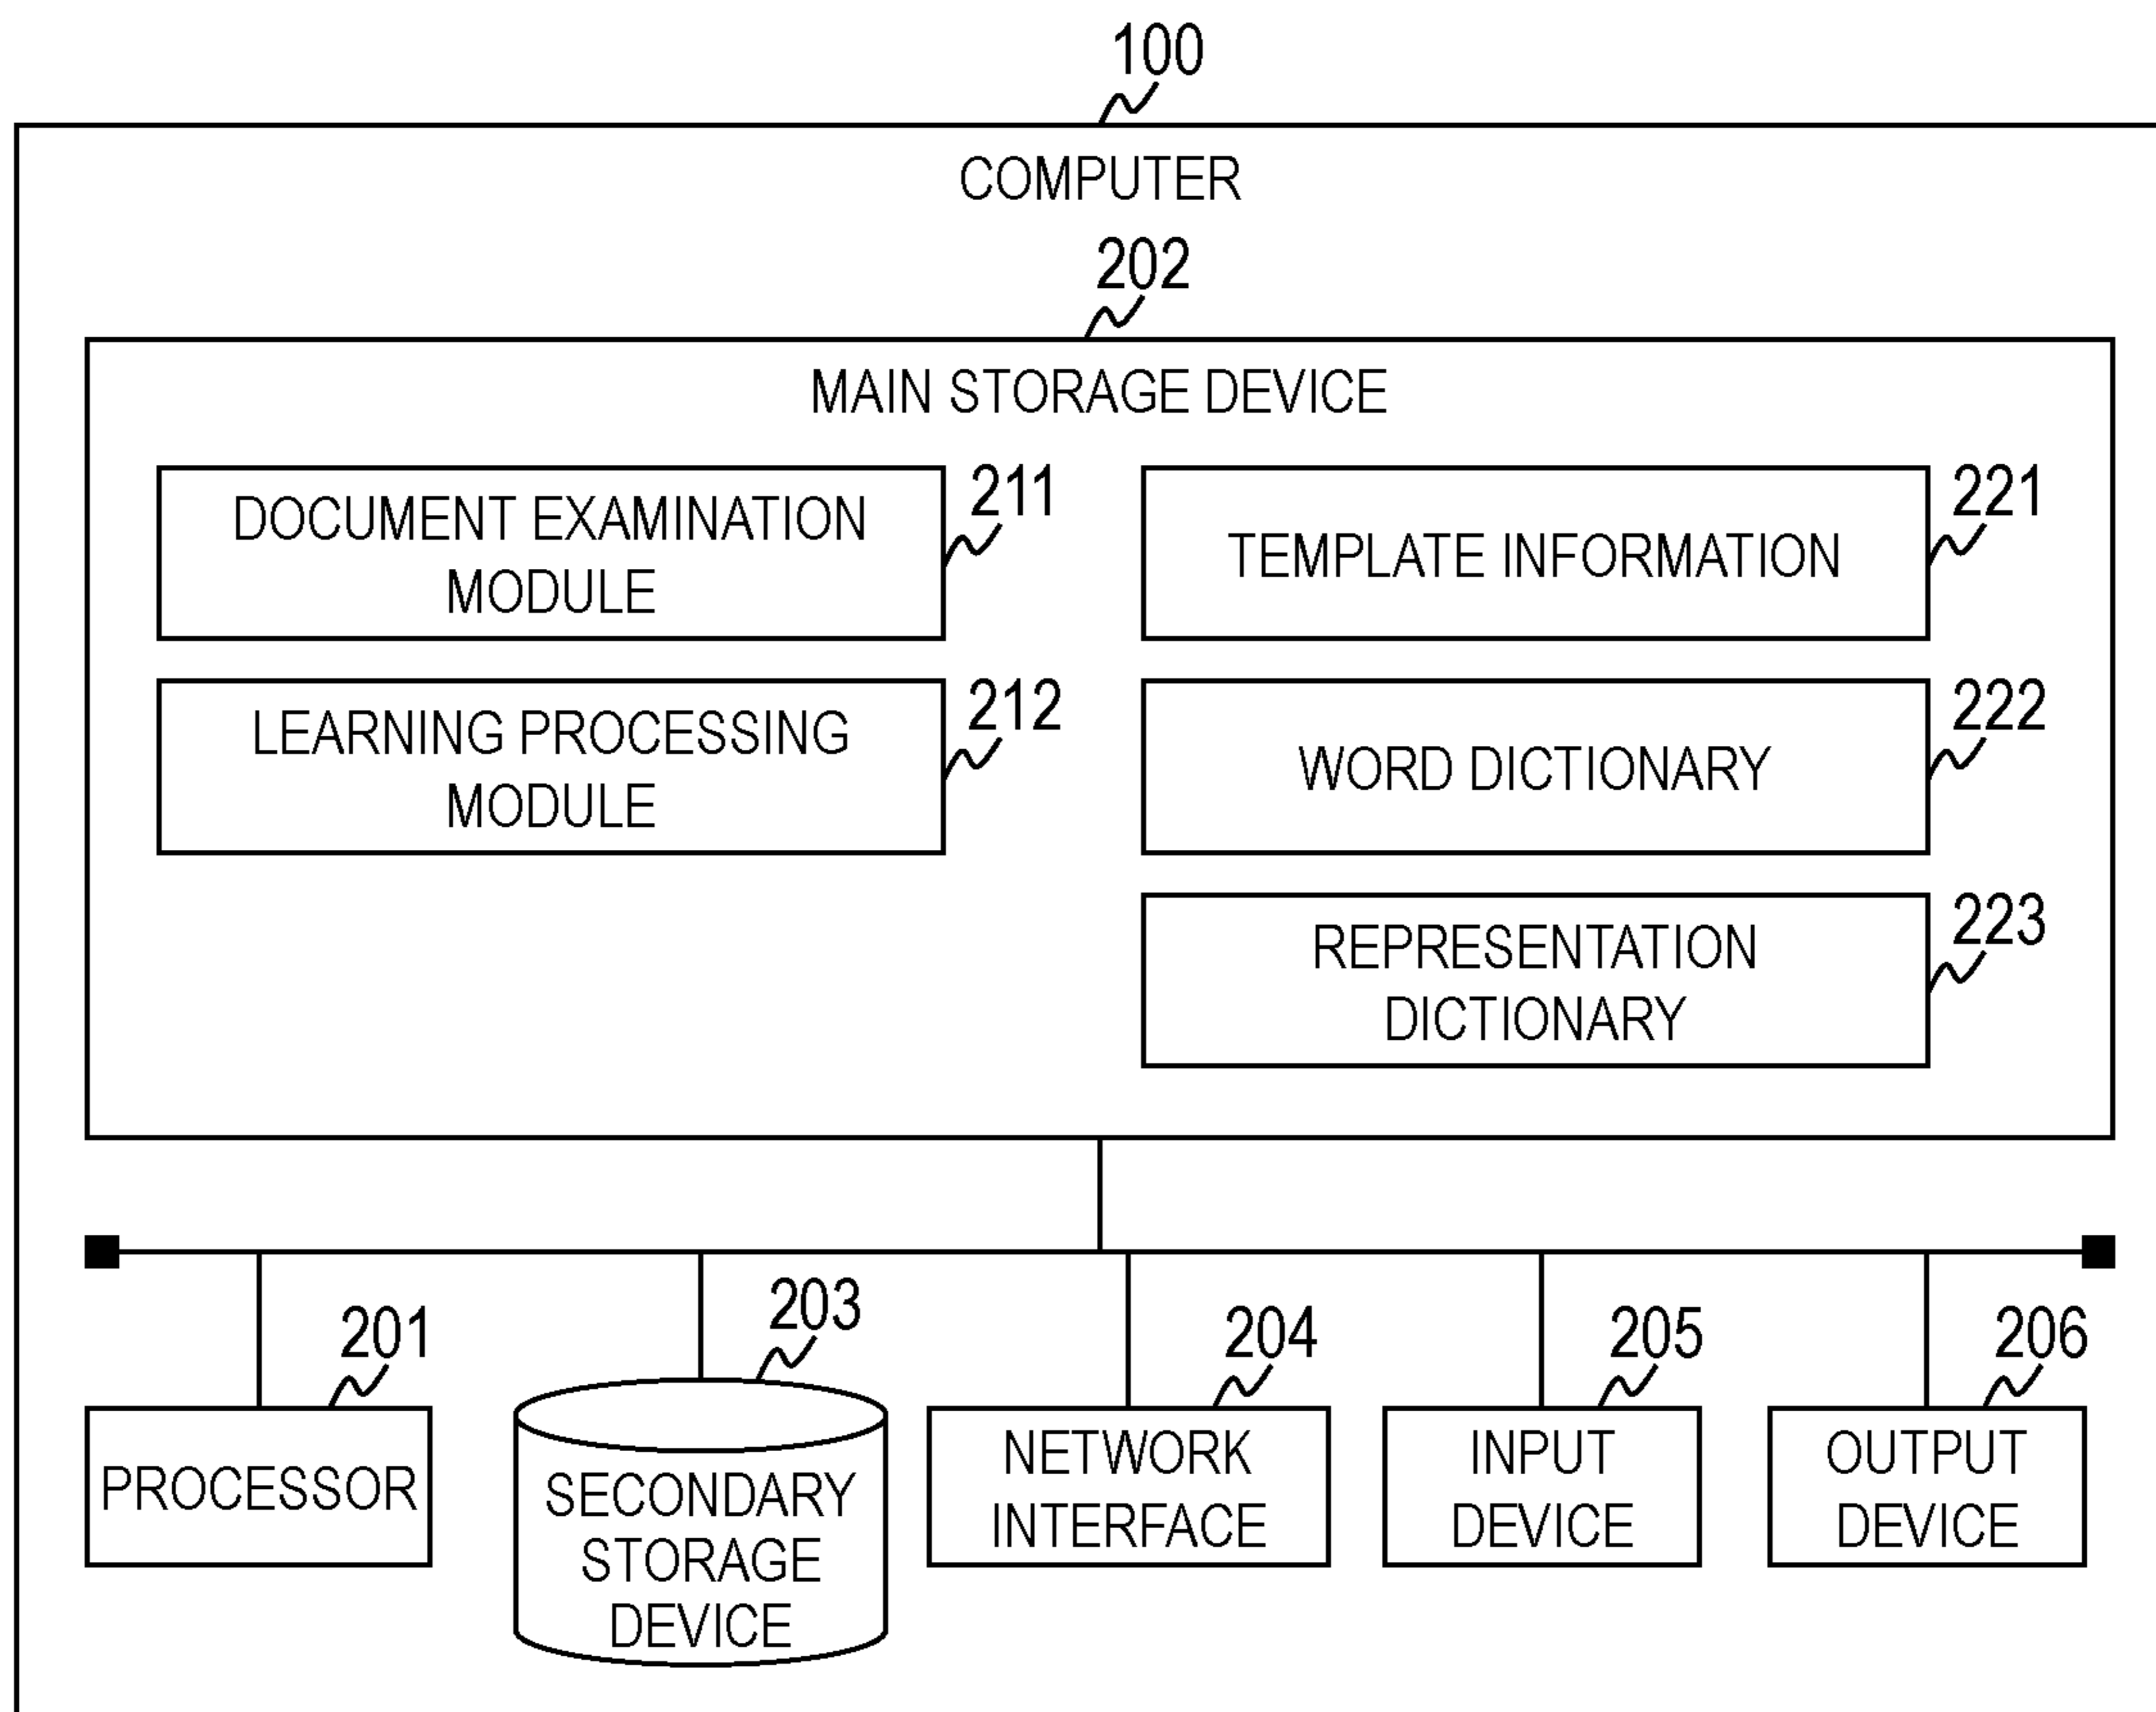 100
COMPUTER
202
MAIN STORAGE DEVICE
DOCUMENT EXAMINATION
MODULE
211
TEMPLATE INFORMATION
221
LEARNING PROCESSING
MODULE
212
WORD DICTIONARY
222
REPRESENTATION
DICTIONARY
223
201
PROCESSOR
203
SECONDARY
STORAGE
DEVICE
204
NETWORK
INTERFACE
205
INPUT
DEVICE
206
OUTPUT
DEVICE